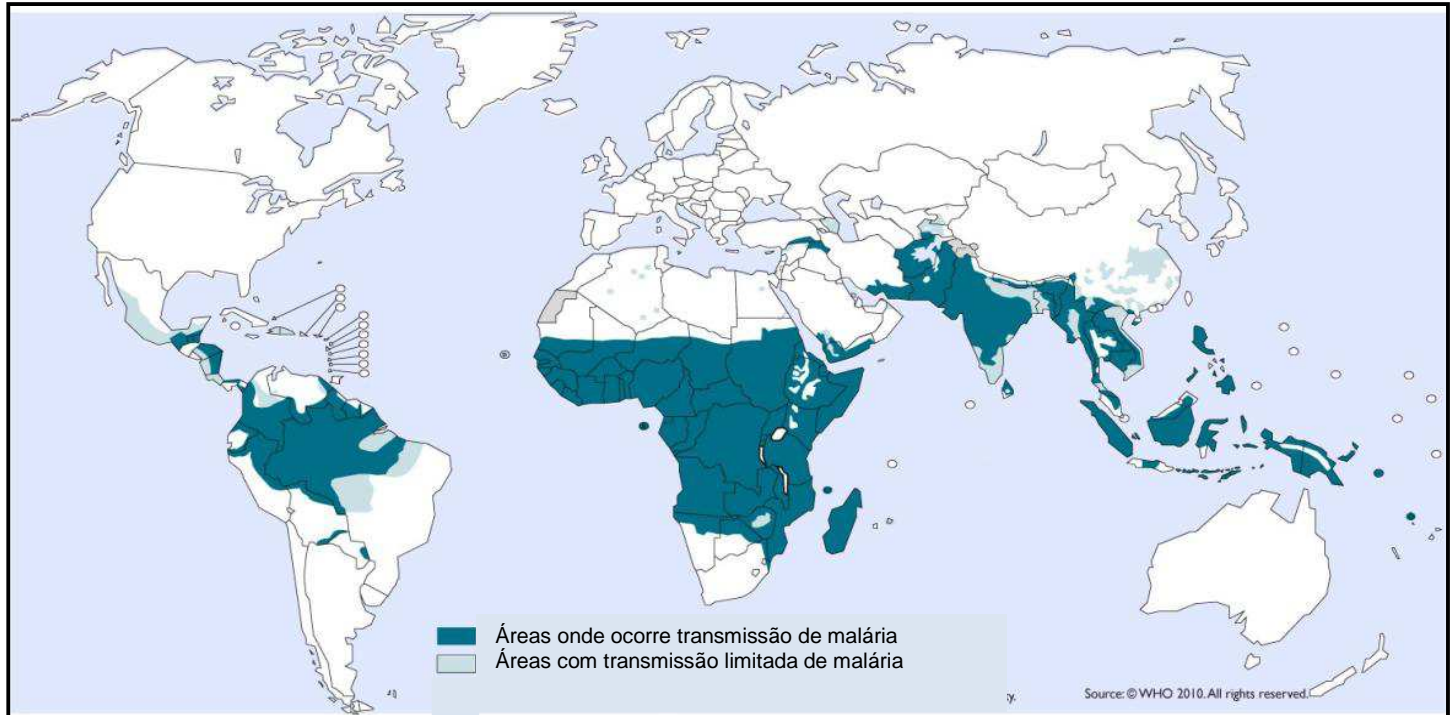 Áreas onde ocorre transmissão de malária
Áreas com transmissão limitada de malária
Source: © WHO 2010. All rights reserved.